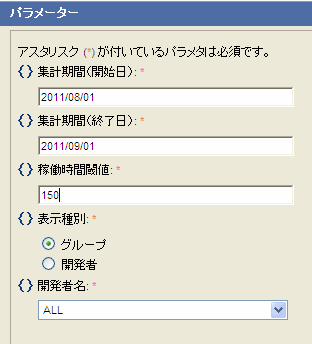 パラメーター
アスタリスク (*) が付いているパラメタは必須です。
{} 集計期間(開始日): *
2011/08/01
{} 集計期間(終了日): *
2011/09/01
{} 稼働時間閾値: *
150
{} 表示種別: *
グループ
開発者
{} 開発者名: *
ALL